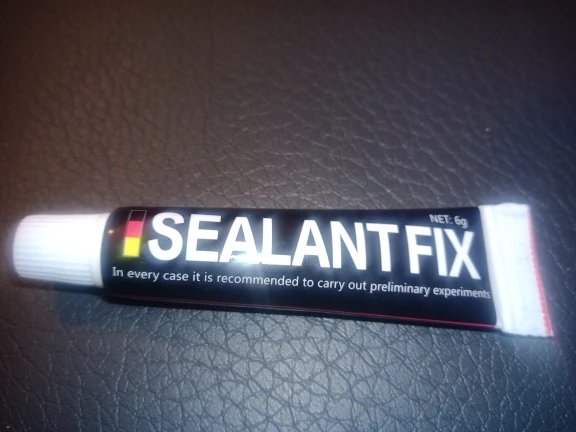 NET: 6g
SEALANT FIX
In every case it is recommended to carry out preliminary experiments